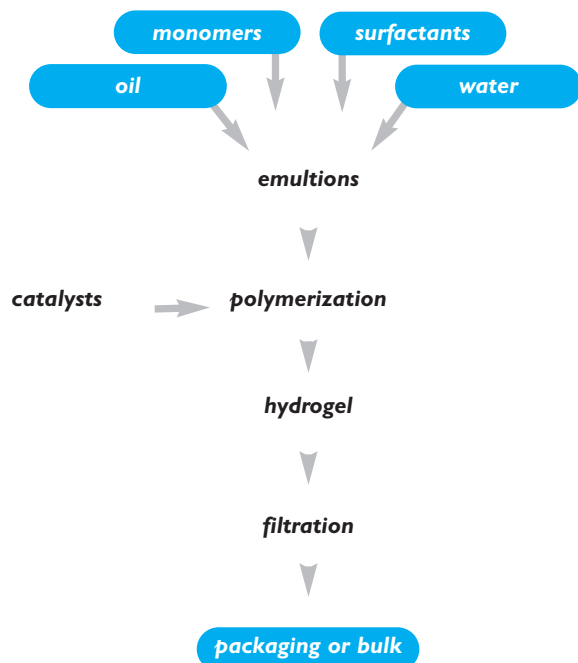 monomers
surfactants
oil
water
emultions
catalysts
polymerization
hydrogel
filtration
packaging or bulk